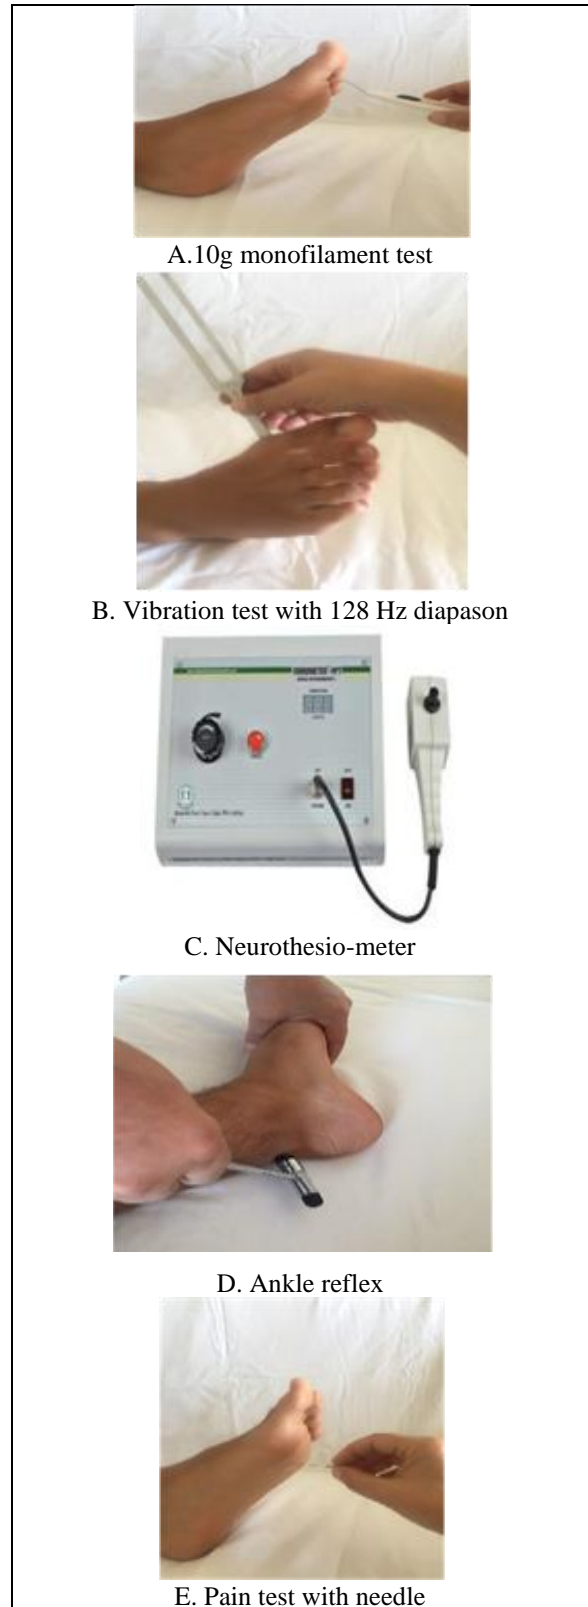 A.10g monofilament test
B. Vibration test with 128 Hz diapason
C. Neurothesio-meter
D. Ankle reflex
E. Pain test with needle